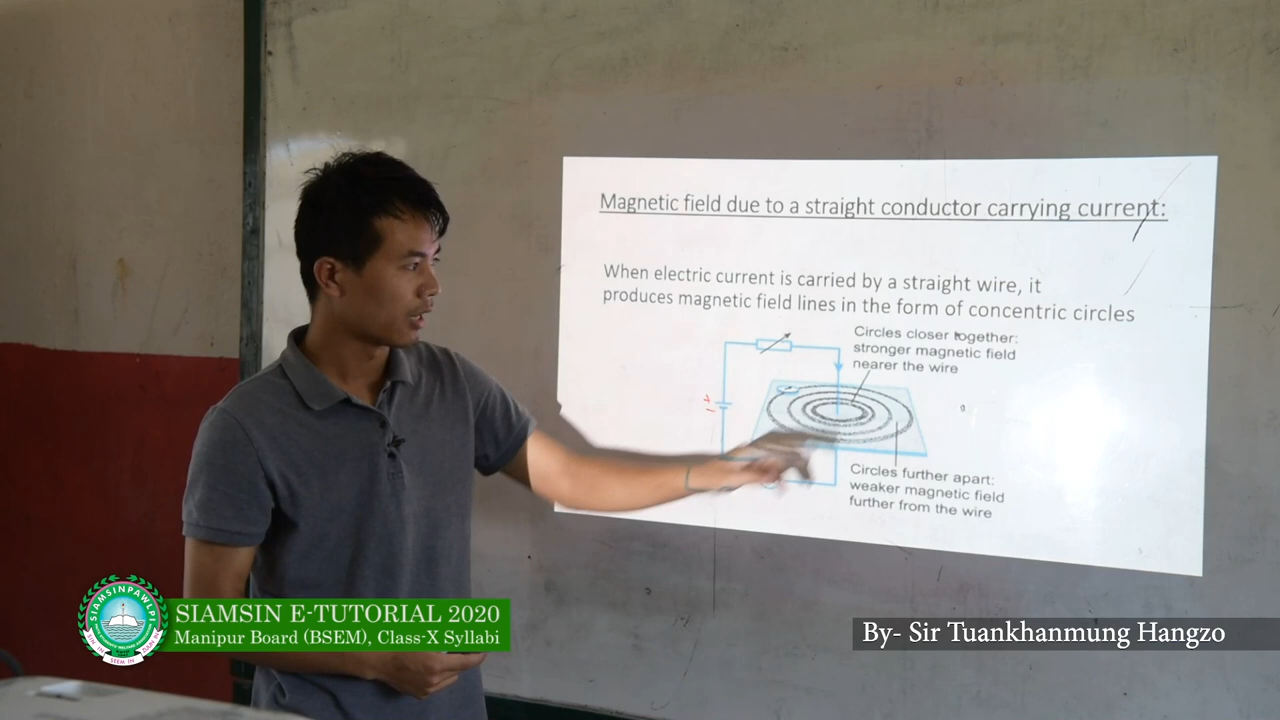 Magnetic field due to a straight conductor carrying current:
When electric current is carried by a straight wire, it
produces magnetic field lines in the form of concentric circles
Circles closer together:
stronger magnetic field
nearer the wire
Circles further apart:
weaker magnetic field
further from the wire
SIAMSINPAWLPI
SIAMSIN E-TUTORIAL 2020
Manipur Board (BSEM), Class-X Syllabi
By- Sir Tuankhanmung Hangzo